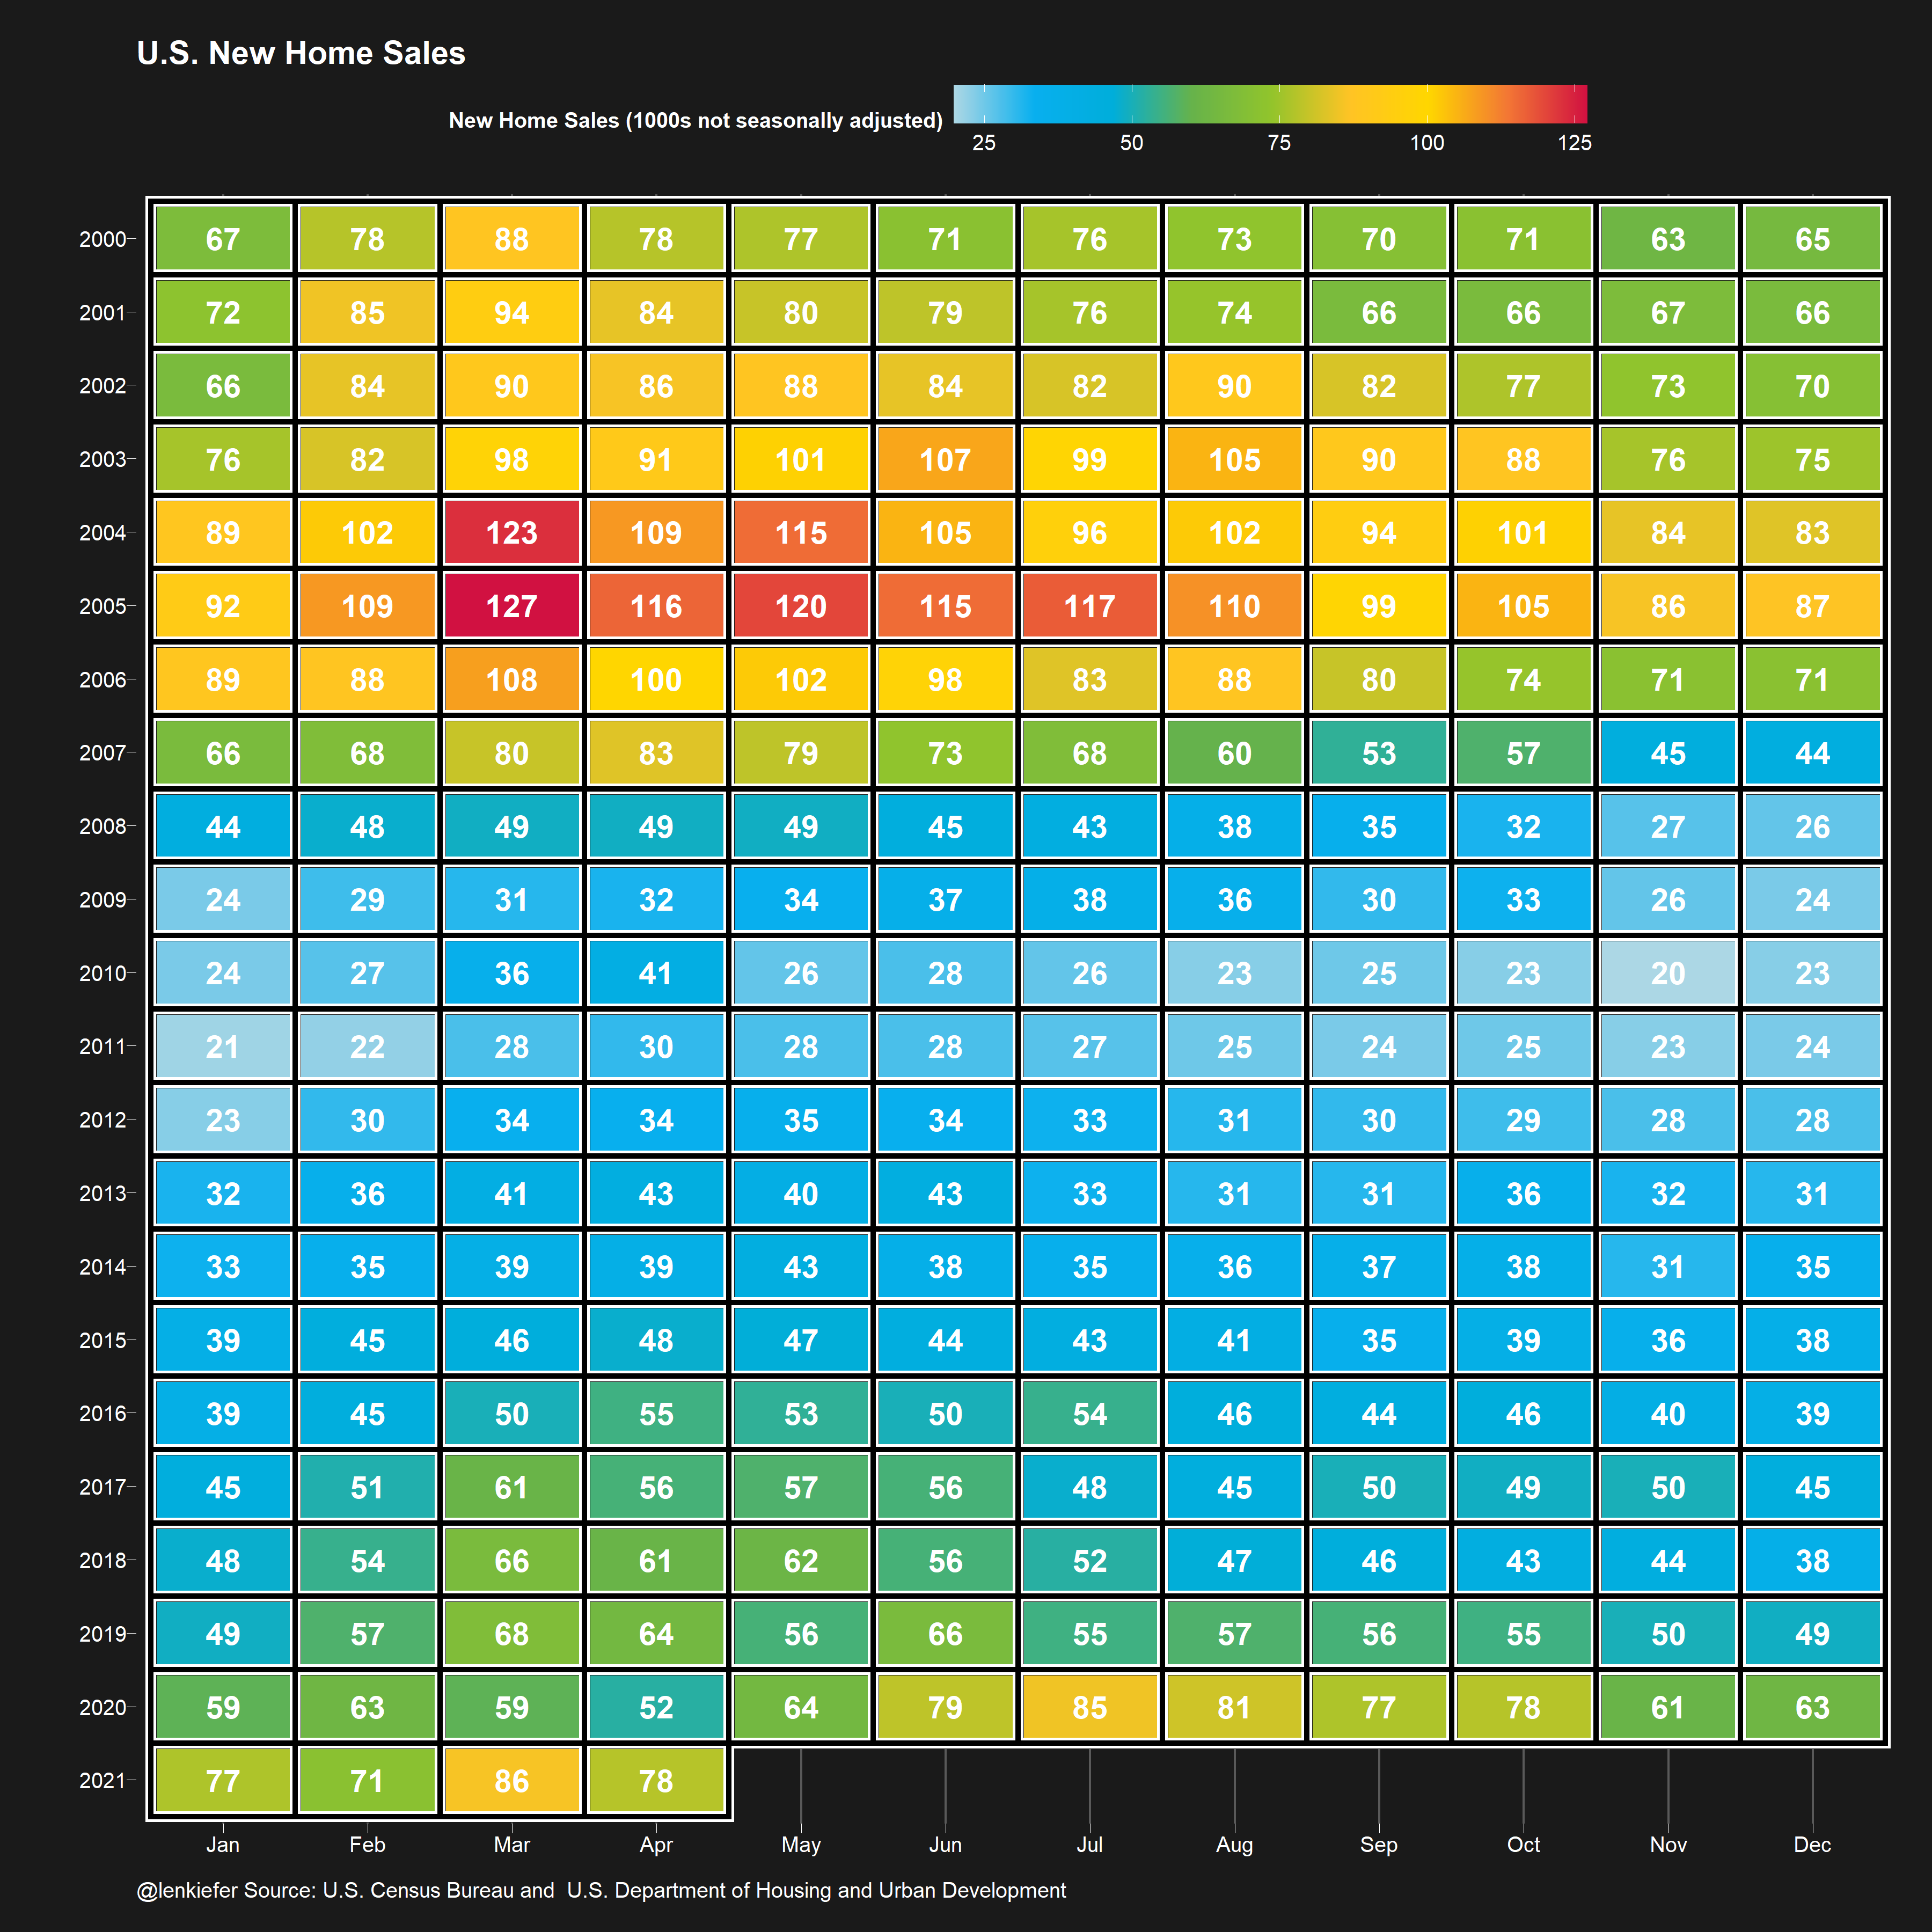 U.S. New Home Sales
New Home Sales (1000s not seasonally adjusted)
25 50 75 100 125
2000 67 78 88 78 77 71 76 73 70 71 63 65
2001 72 85 94 84 80 79 76 74 66 66 67 66
2002 66 84 90 86 88 84 82 90 82 77 73 70
2003 76 82 98 91 101 107 99 105 90 88 76 75
2004 89 102 123 109 115 105 96 102 94 101 84 83
2005 92 109 127 116 120 115 117 110 99 105 86 87
2006 89 88 108 100 102 98 83 88 80 74 71 71
2007 66 68 80 83 79 73 68 60 53 57 45 44
2008 44 48 49 49 49 45 43 38 35 32 27 26
2009 24 29 31 32 34 37 38 36 30 33 26 24
2010 24 27 36 41 26 28 26 23 25 23 20 23
2011 21 22 28 30 28 28 27 25 24 25 23 24
2012 23 30 34 34 35 34 33 31 30 29 28 28
2013 32 36 41 43 40 43 33 31 31 36 32 31
2014 33 35 39 39 43 38 35 36 37 38 31 35
2015 39 45 46 48 47 44 43 41 35 39 36 38
2016 39 45 50 55 53 50 54 46 44 46 40 39
2017 45 51 61 56 57 56 48 45 50 49 50 45
2018 48 54 66 61 62 56 52 47 46 43 44 38
2019 49 57 68 64 56 66 55 57 56 55 50 49
2020 59 63 59 52 64 79 85 81 77 78 61 63
2021 77 71 86 78
Jan Feb Mar Apr May Jun Jul Aug Sep Oct Nov Dec
@lenkiefer Source: U.S. Census Bureau and  U.S. Department of Housing and Urban Development